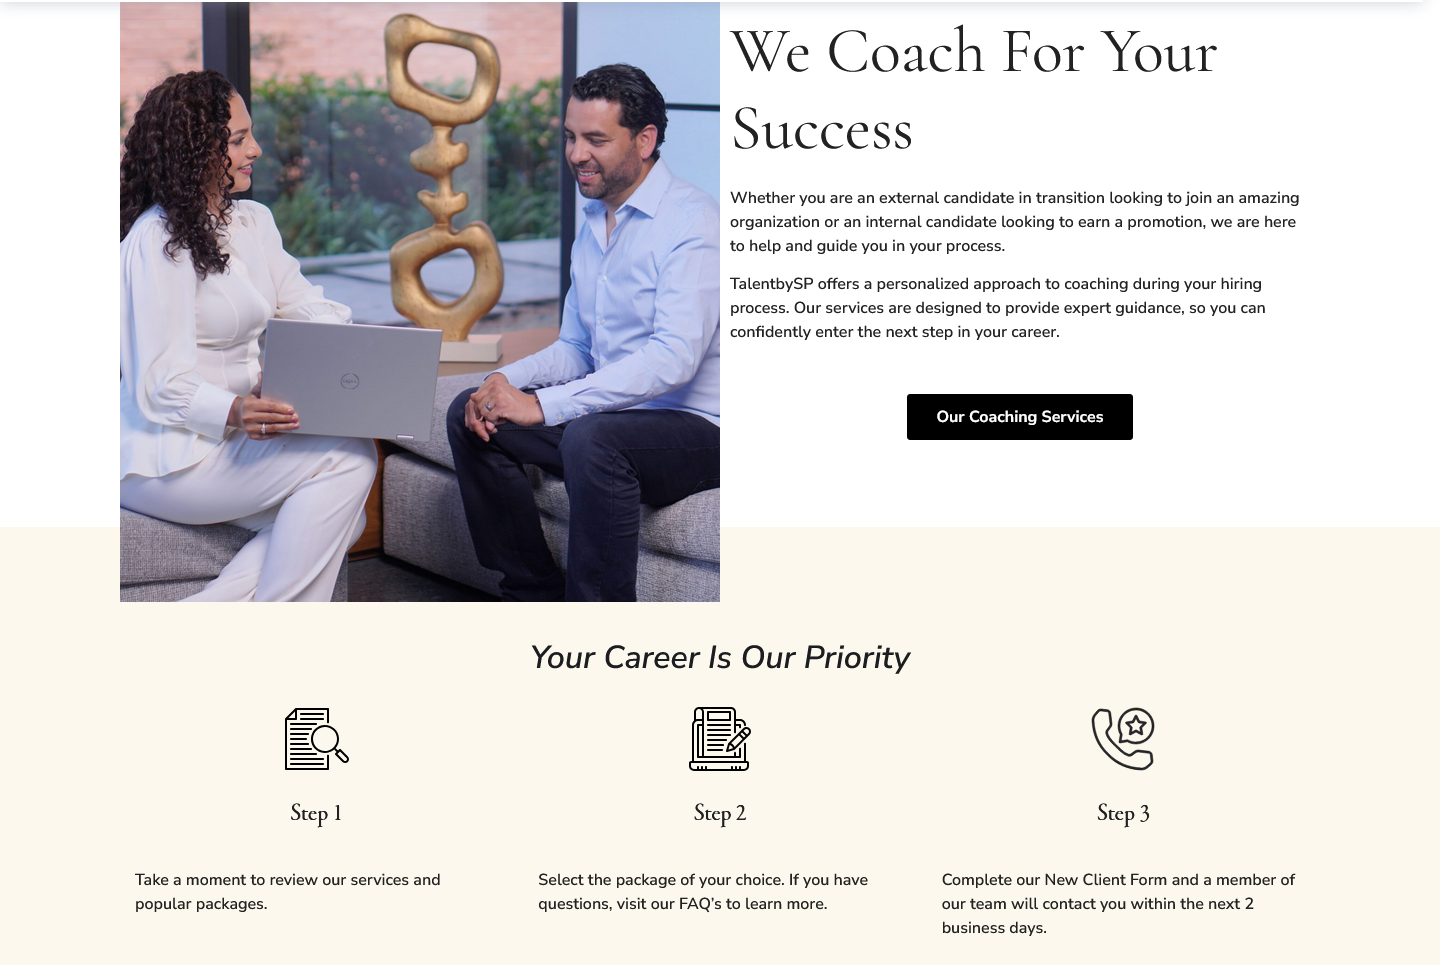 We Coach For Your
Success
Whether you are an external candidate in transition looking to join an amazing
organization or an internal candidate looking to earn a promotion, we are here
to help and guide you in your process.
TalentbySP offers a personalized approach to coaching during your hiring
process. Our services are designed to provide expert guidance, so you can
confidently enter the next step in your career.
DELL
Our Coaching Services
Your Career Is Our Priority
Step 1
Step 2
Step 3
Take a moment to review our services and
popular packages.
Select the package of your choice. If you have
questions, visit our FAQ's to learn more.
Complete our New Client Form and a member of
our team will contact you within the next 2
business days.